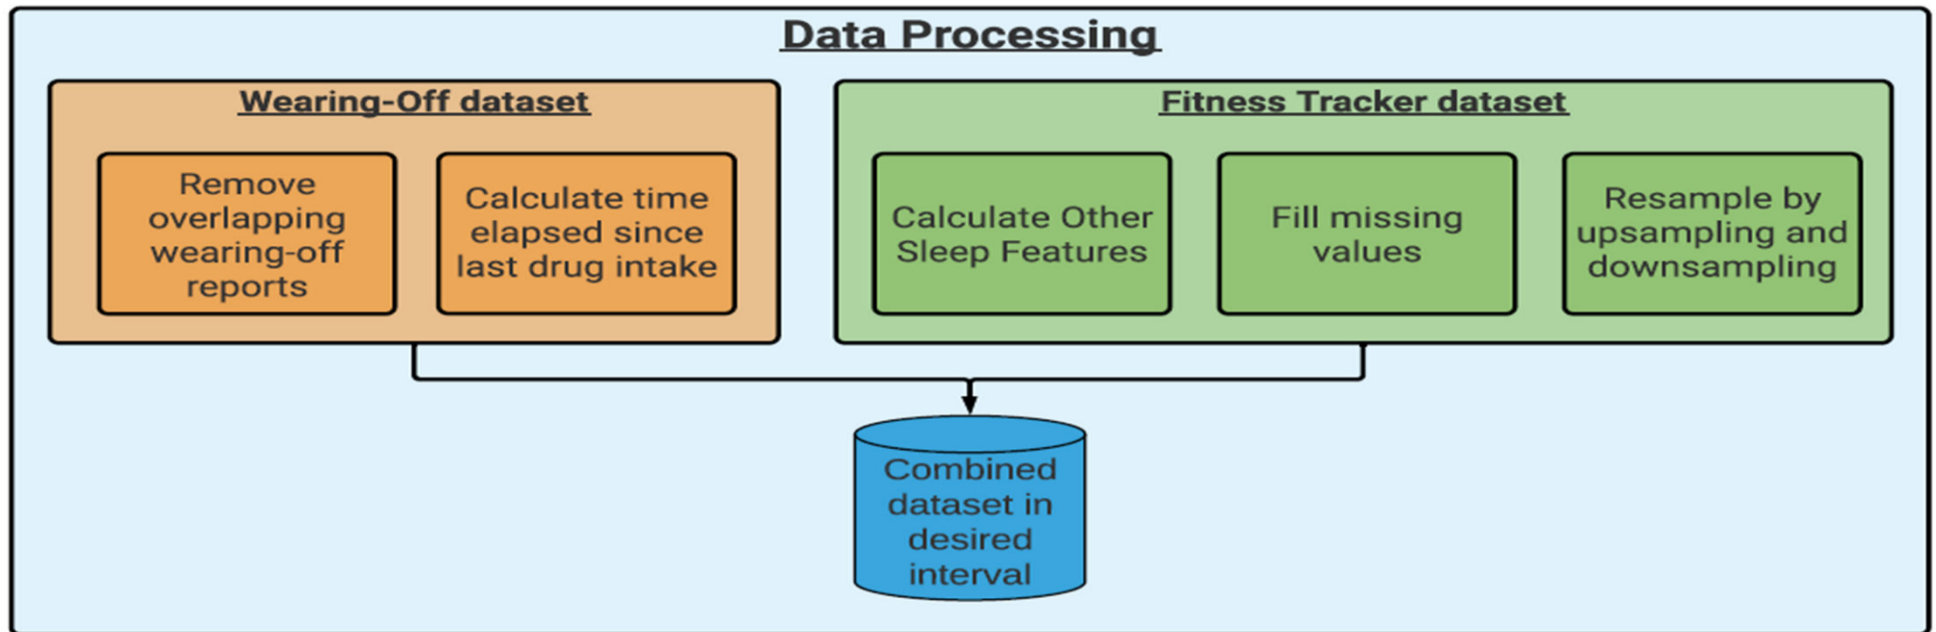 Data Processing
Wearing-Off dataset
Remove
overlapping
wearing-off
reports
Calculate time
elapsed since
last drug intake
Fitness Tracker dataset
Calculate Other
Sleep Features
Fill missing
values
Resample by
upsampling and
downsampling
Combined
dataset in
desired
interval